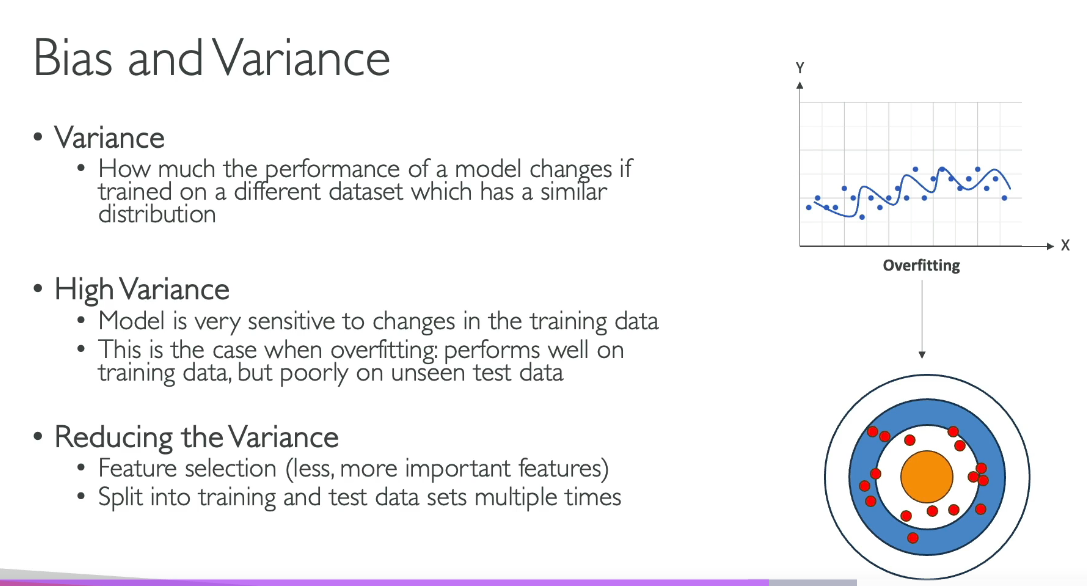 Bias and Variance
• Variance
• How much the performance of a model changes if
trained on a different dataset which has a similar
distribution
• High Variance
• Model is very sensitive to changes in the training data
• This is the case when overfitting: performs well on
training data, but poorly on unseen test data
• Reducing the Variance
• Feature selection (less, more important features)
• Split into training and test data sets multiple times
Y
X
Overfitting